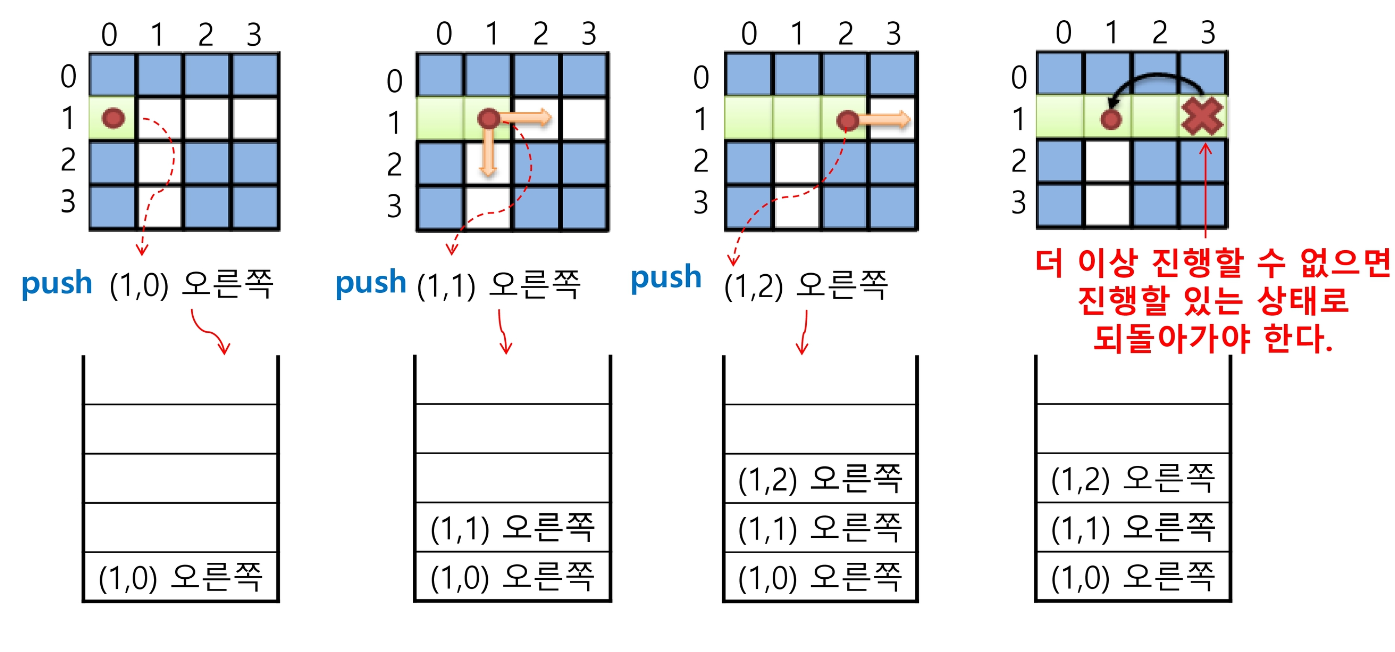 0 1 2 3
0
1
2
3
push (1,0) 오른쪽
(1,0) 오른쪽
0 1 2 3
0
1
2
3
push (1,1) 오른쪽
(1,1) 오른쪽
(1,0) 오른쪽
0 1 2 3
0
1
2
3
push (1,2) 오른쪽
(1,2) 오른쪽
(1,1) 오른쪽
(1,0) 오른쪽
0 1 2 3
0
1
2
3
더 이상 진행할 수 없으면
진행할 있는 상태로
되돌아가야 한다.
(1,2) 오른쪽
(1,1) 오른쪽
(1,0) 오른쪽